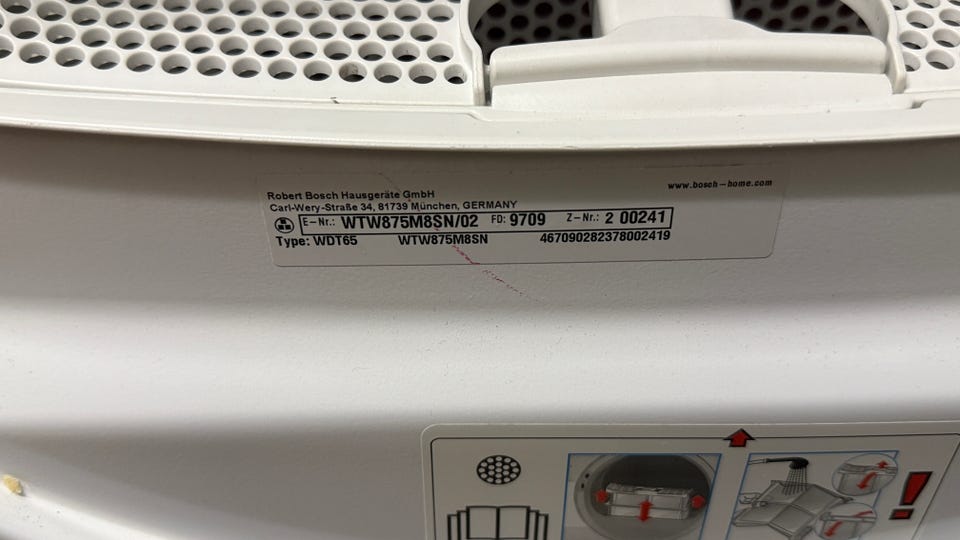 Robert Bosch Hausgeräte GmbH
www.bosch-home.com
Carl-Wery-Straße 34, 81739 München, GERMANY
E-Nr.: WTW875M8SN/02 FD: 9709 Z-Nr.: 2 00241
Type: WDT65 WTW875M8SN 467090282378002419
!